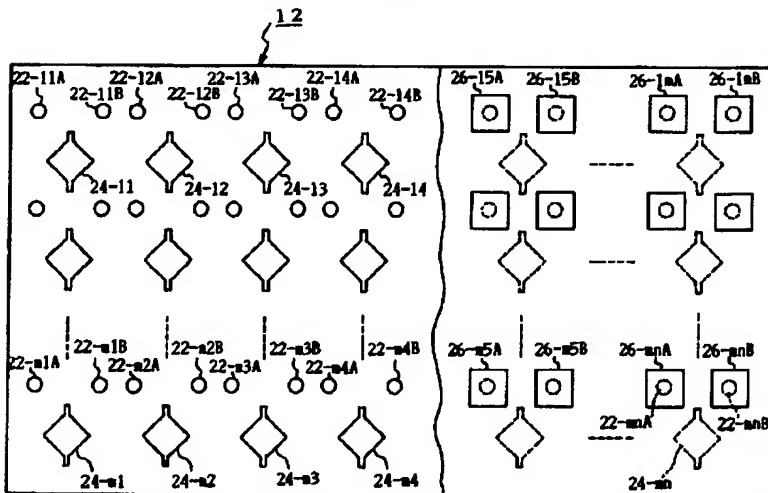 12
22-11A 22-12A 22-13A 22-14A 26-15A 26-15B 26-1mA 26-1mB
22-11B 22-12B 22-13B 22-14B
24-11 24-12 24-13 24-14
22-m1B 22-m2B 22-m3B 22-m4B 26-m5A 26-m5B 26-mnA 26-mnB
22-m1A 22-m2A 22-m3A 22-m4A
22-mnA 22-mnB
24-m1 24-m2 24-m3 24-m4 24-mn